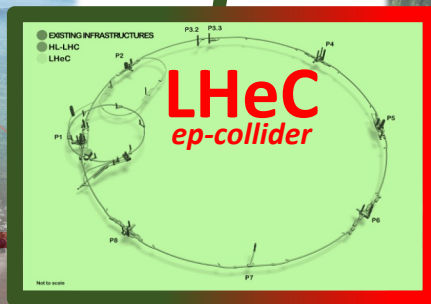 EXISTING INFRASTRUCTURES
HL-LHC
LHeC
P3.2 P3.3
P2
P4
LHeC
ep-collider
P1
P5
P6
P8
P7
Not to scale